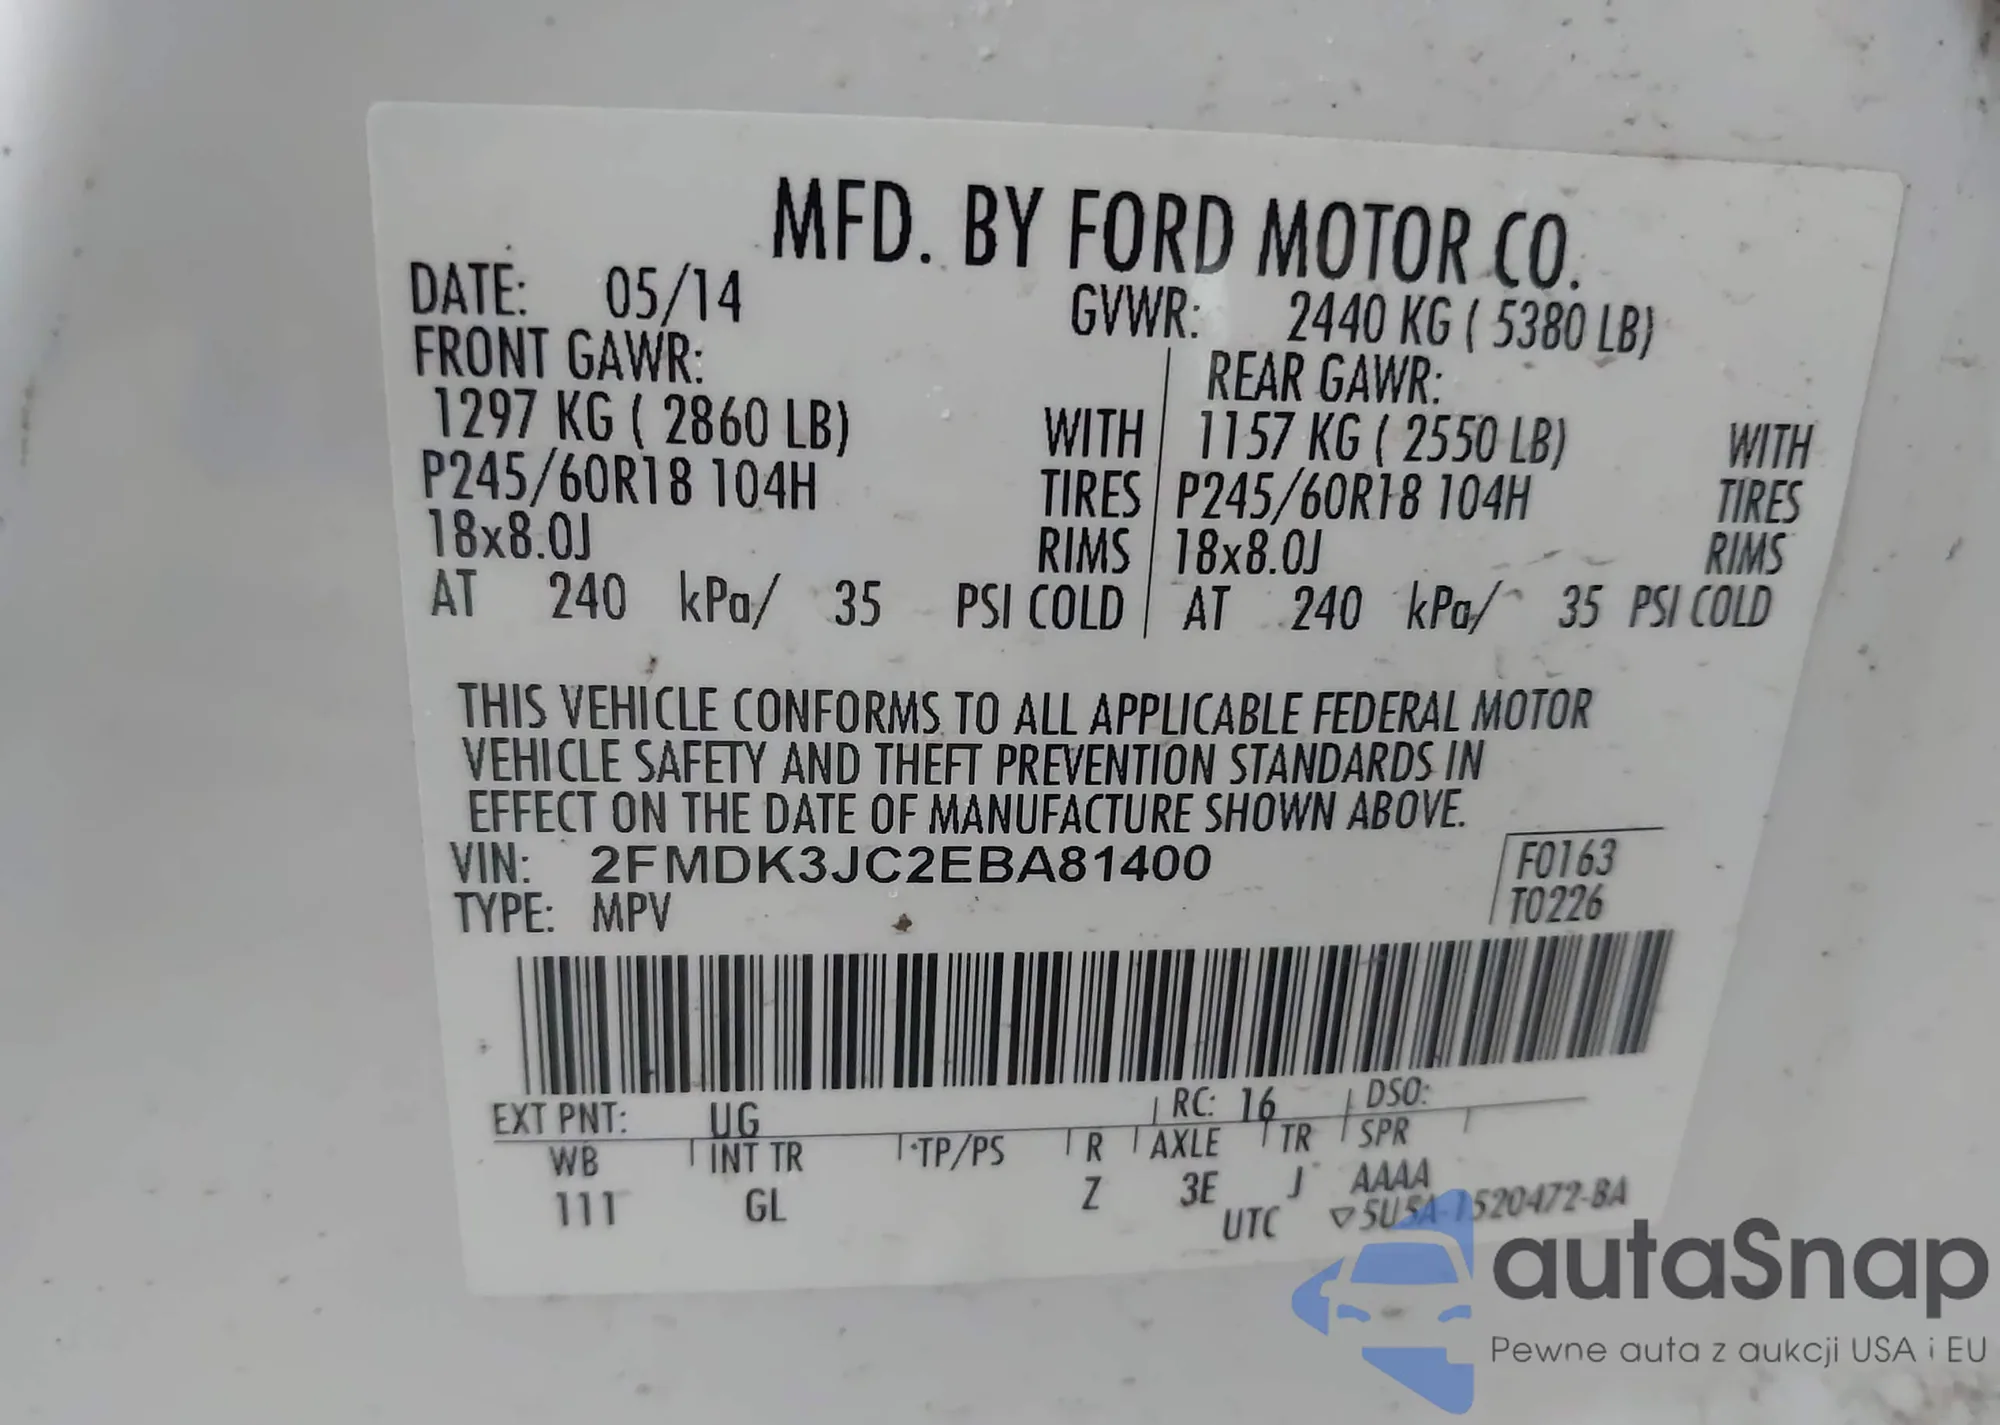 MFD. BY FORD MOTOR CO.
DATE: 05/14 GVWR: 2440 KG ( 5380 LB)
FRONT GAWR: REAR GAWR:
1297 KG ( 2860 LB) WITH 1157 KG ( 2550 LB) WITH
P245/60R18 104H TIRES P245/60R18 104H TIRES
18x8.0J RIMS 18x8.0J RIMS
AT 240 kPa/ 35 PSI COLD AT 240 kPa/ 35 PSI COLD
THIS VEHICLE CONFORMS TO ALL APPLICABLE FEDERAL MOTOR
VEHICLE SAFETY AND THEFT PREVENTION STANDARDS IN
EFFECT ON THE DATE OF MANUFACTURE SHOWN ABOVE.
VIN: 2FMDK3JC2EBA81400 F0163
TYPE: MPV T0226
EXT PNT: UG RC: 16 DSO:
WB INT TR TP/PS R AXLE TR SPR
111 GL Z 3E J AAAA
UTC ▽5U5A-1520472-BA
autaSnap
Pewne auta z aukcji USA i EU